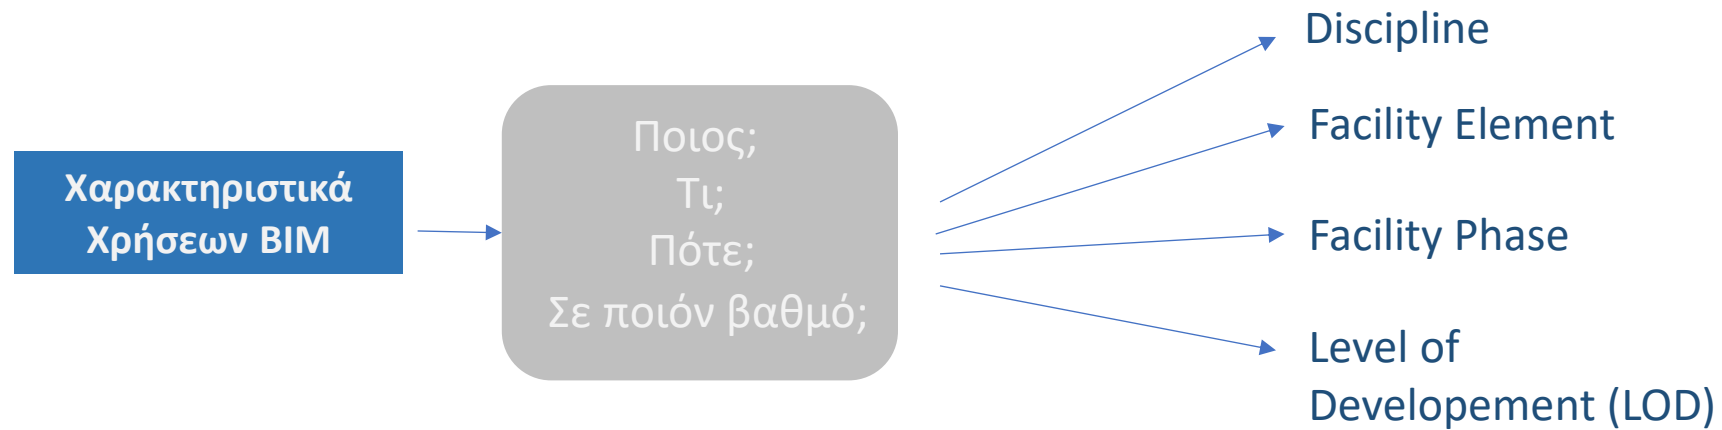 Χαρακτηριστικά
Χρήσεων BIM
Ποιος;
Τι;
Πότε;
Σε ποιόν βαθμό;
Discipline
Facility Element
Facility Phase
Level of
Developement (LOD)